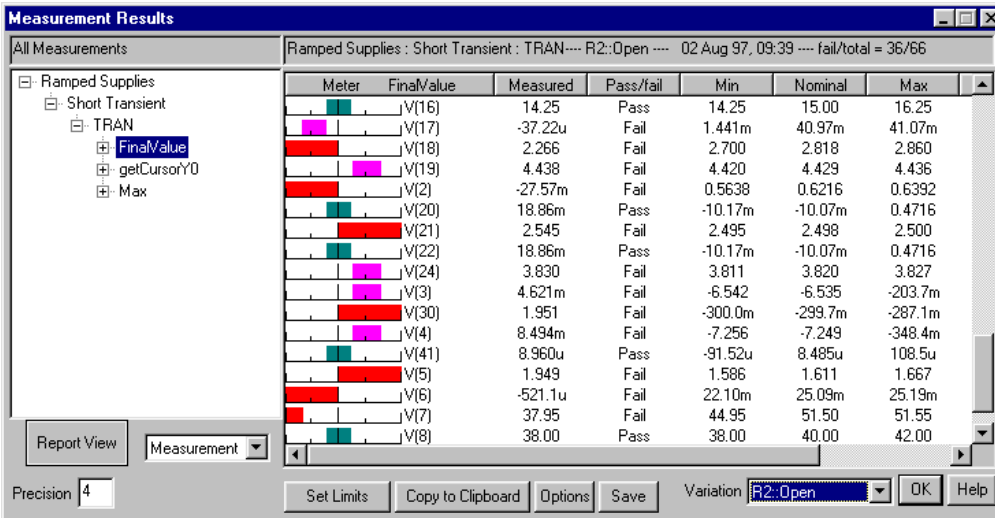 Measurement Results
All Measurements
Ramped Supplies : Short Transient : TRAN---- R2::Open ---- 02 Aug 97, 09:39 ---- fail/total = 36/66
Ramped Supplies
Short Transient
TRAN
FinalValue
getCursorY0
Max
Meter FinalValue Measured Pass/fail Min Nominal Max
V(16) 14.25 Pass 14.25 15.00 16.25
V(17) -37.22u Fail 1.441m 40.97m 41.07m
V(18) 2.266 Fail 2.700 2.818 2.860
V(19) 4.438 Fail 4.420 4.429 4.436
V(2) -27.57m Fail 0.5638 0.6216 0.6392
V(20) 18.86m Pass -10.17m -10.07m 0.4716
V(21) 2.545 Fail 2.495 2.498 2.500
V(22) 18.86m Pass -10.17m -10.07m 0.4716
V(24) 3.830 Fail 3.811 3.820 3.827
V(3) 4.621m Fail -6.542 -6.535 -203.7m
V(30) 1.951 Fail -300.0m -299.7m -287.1m
V(4) 8.494m Fail -7.256 -7.249 -348.4m
V(41) 8.960u Pass -91.52u 8.485u 108.5u
V(5) 1.949 Fail 1.586 1.611 1.667
V(6) -521.1u Fail 22.10m 25.09m 25.19m
V(7) 37.95 Fail 44.95 51.50 51.55
V(8) 38.00 Pass 38.00 40.00 42.00
Report View
Measurement
Precision 4
Set Limits Copy to Clipboard Options Save Variation R2::Open OK Help